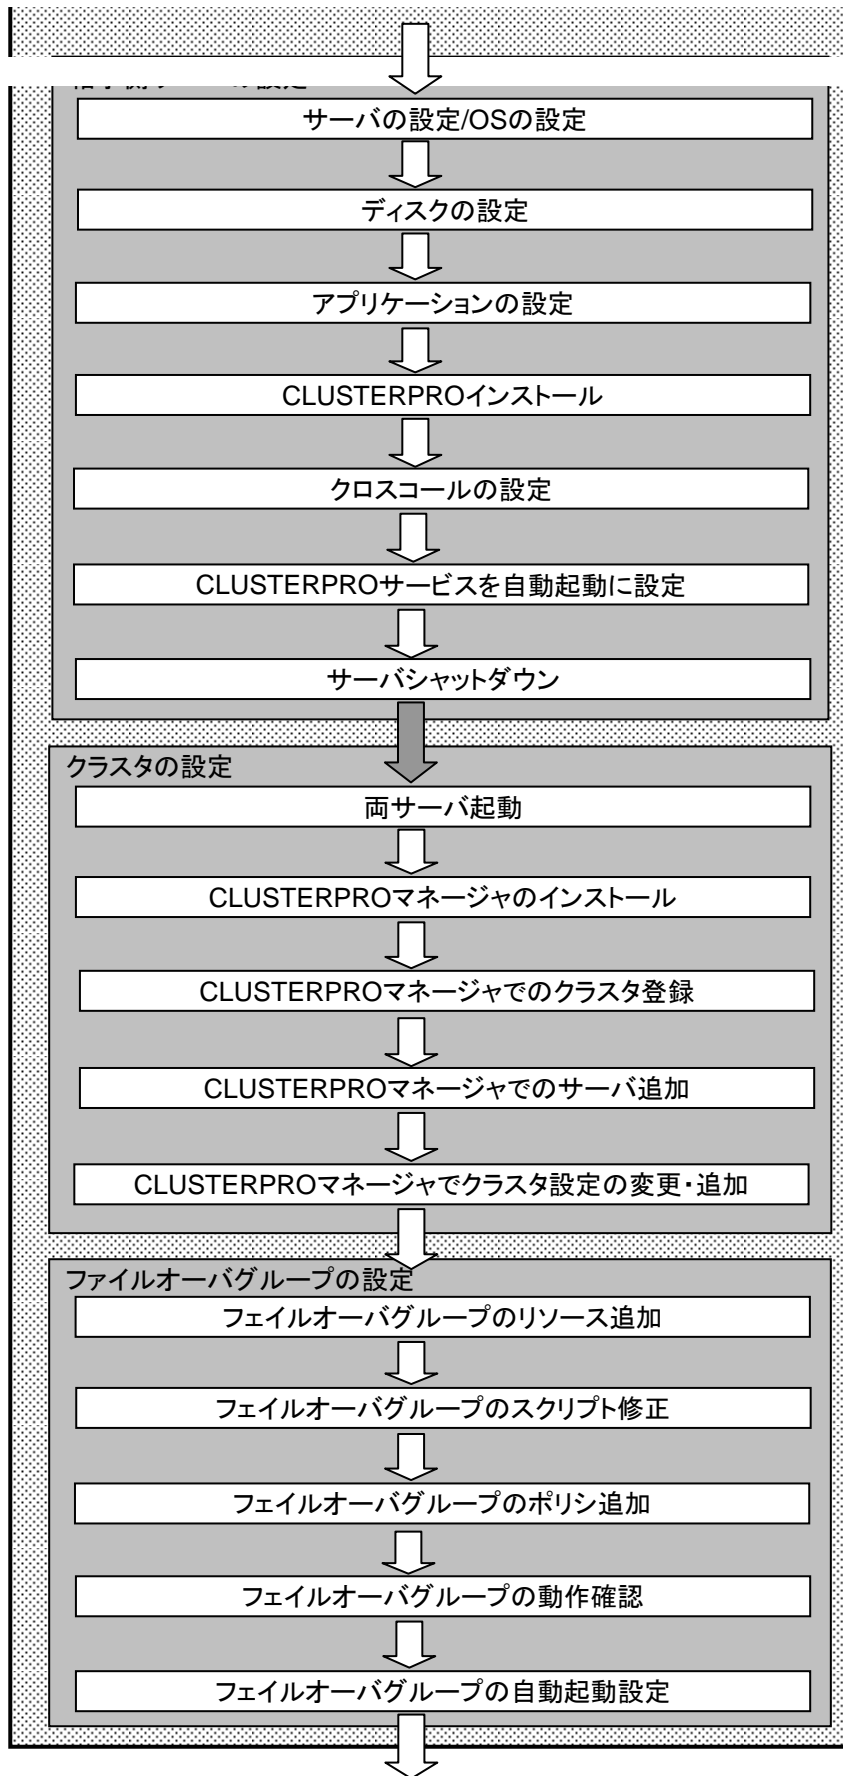 サーバの設定/OSの設定
ディスクの設定
アプリケーションの設定
CLUSTERPROインストール
クロスコールの設定
CLUSTERPROサービスを自動起動に設定
サーバシャットダウン
クラスタの設定
両サーバ起動
CLUSTERPROマネージャのインストール
CLUSTERPROマネージャでのクラスタ登録
CLUSTERPROマネージャでのサーバ追加
CLUSTERPROマネージャでクラスタ設定の変更・追加
ファイルオーバグループの設定
フェイルオーバグループのリソース追加
フェイルオーバグループのスクリプト修正
フェイルオーバグループのポリシ追加
フェイルオーバグループの動作確認
フェイルオーバグループの自動起動設定